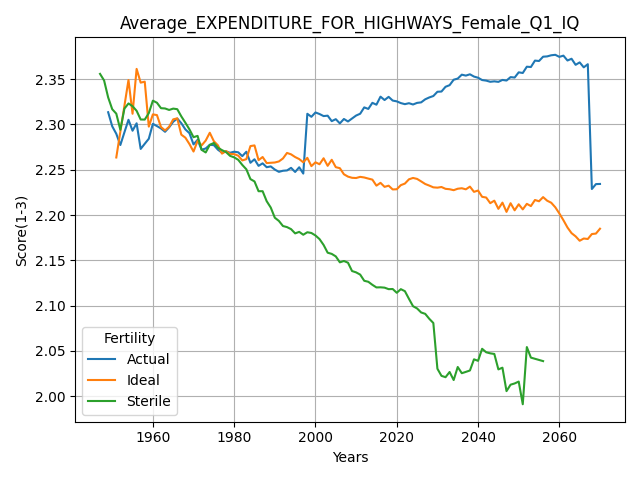 Average_EXPENDITURE_FOR_HIGHWAYS_Female_Q1_IQ
Score(1-3)
2.35
2.30
2.25
2.20
2.15
2.10
2.05
2.00
Fertility
Actual
Ideal
Sterile
1960
1980
2000
2020
2040
2060
Years